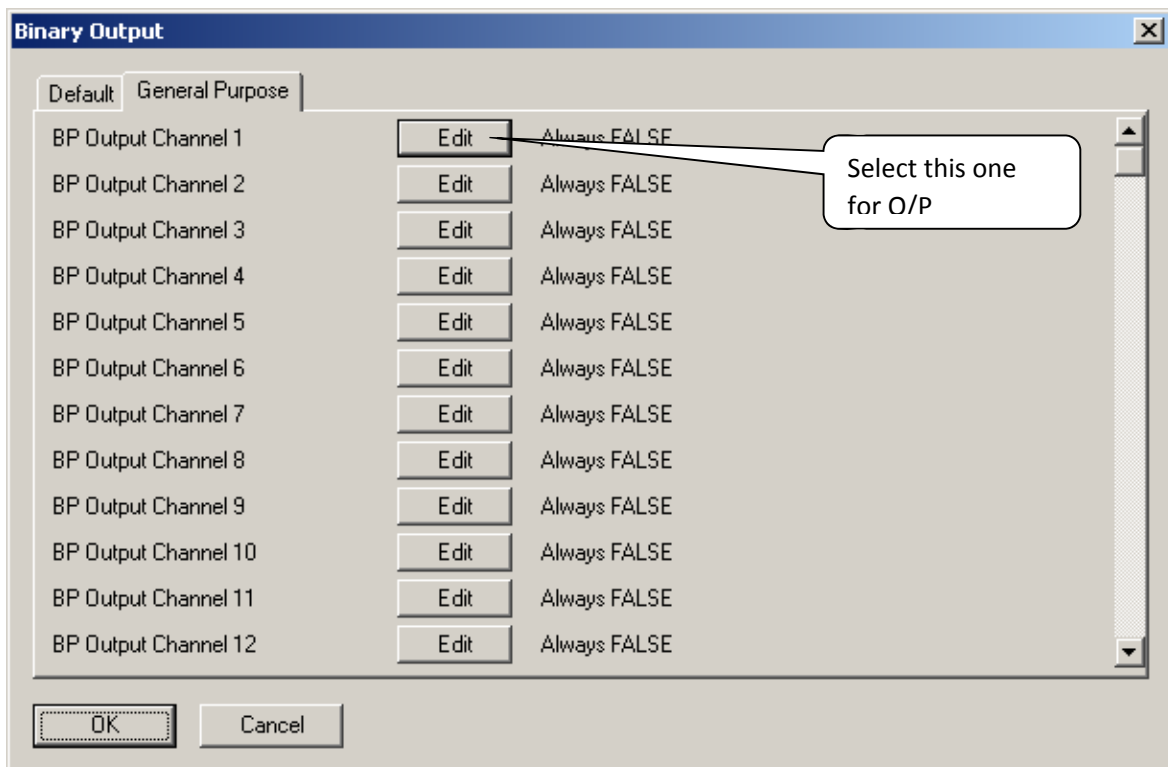 Binary Output
Default General Purpose
BP Output Channel 1 Edit Always FALSE
Select this one
for O/P
BP Output Channel 2 Edit Always FALSE
BP Output Channel 3 Edit Always FALSE
BP Output Channel 4 Edit Always FALSE
BP Output Channel 5 Edit Always FALSE
BP Output Channel 6 Edit Always FALSE
BP Output Channel 7 Edit Always FALSE
BP Output Channel 8 Edit Always FALSE
BP Output Channel 9 Edit Always FALSE
BP Output Channel 10 Edit Always FALSE
BP Output Channel 11 Edit Always FALSE
BP Output Channel 12 Edit Always FALSE
OK Cancel